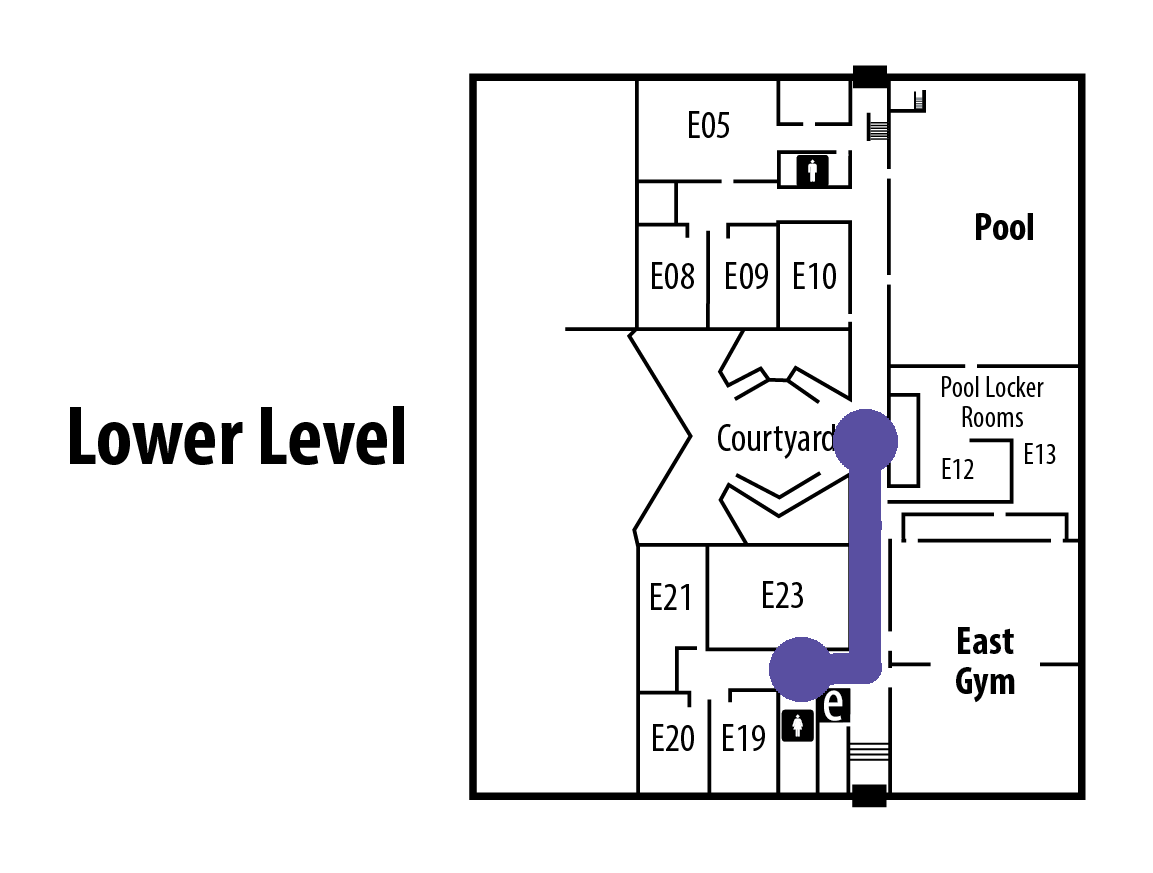 E05
Pool
E08
E09
E10
Pool Locker
Rooms
Lower Level
Courtyard
E12
E13
E21
E23
East
Gym
e
E20
E19